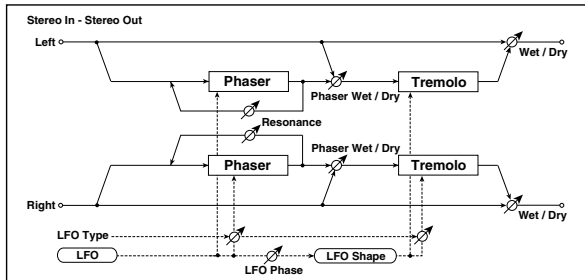 Stereo In - Stereo Out
Left
Wet / Dry
Phaser
Tremolo
Phaser Wet / Dry
Resonance
Phaser Wet / Dry
Phaser
Tremolo
Right
Wet / Dry
LFO Type
LFO
LFO Phase
LFO Shape